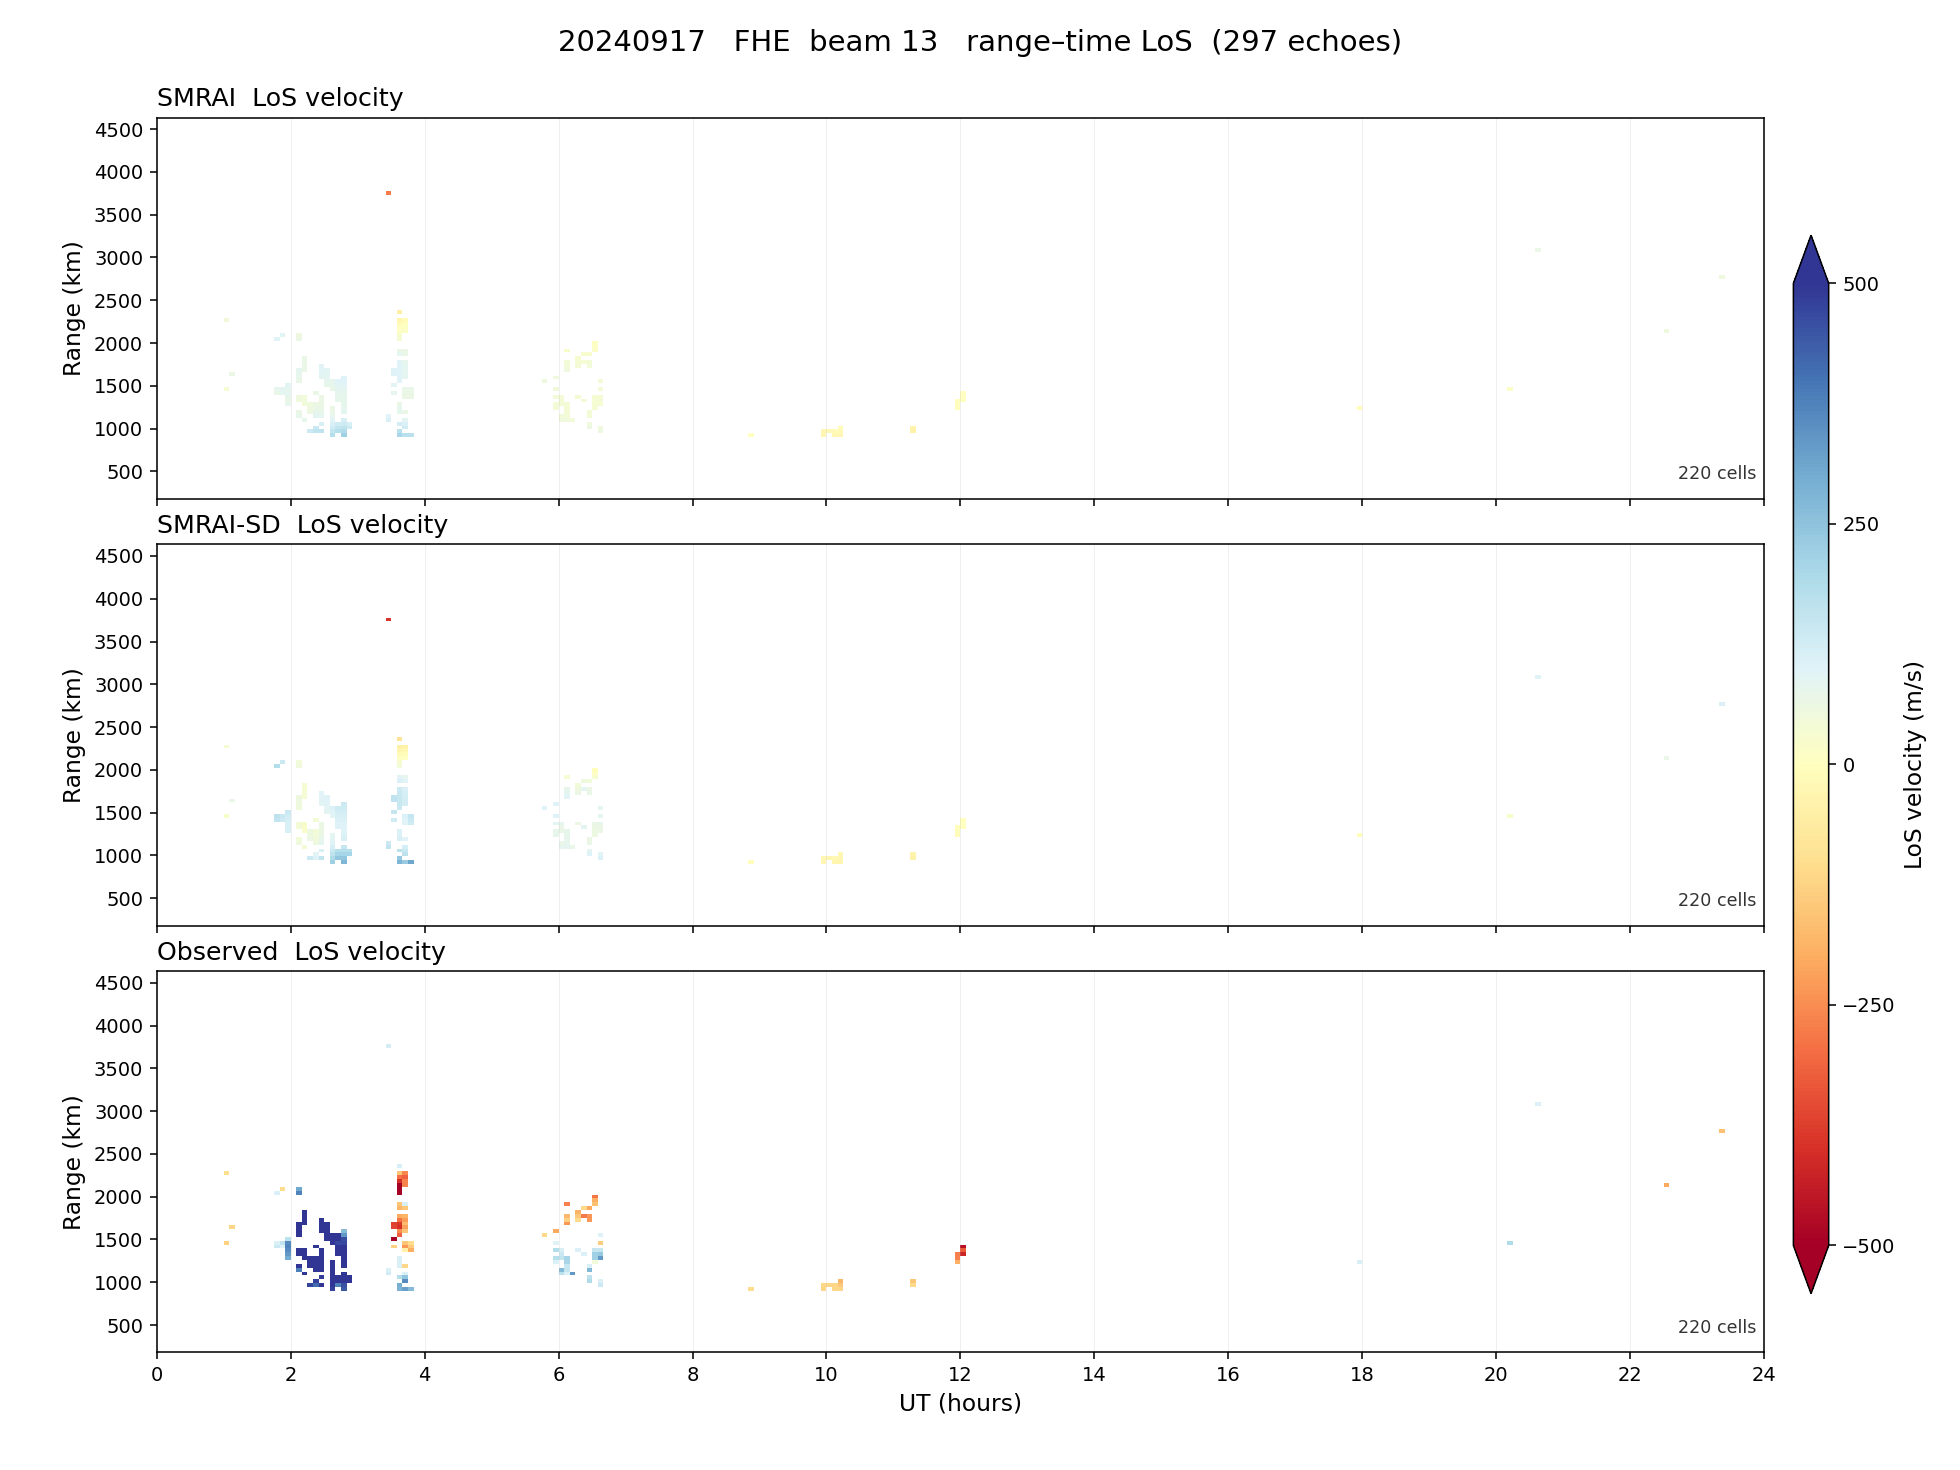 20240917   FHE  beam 13   range–time LoS  (297 echoes)
SMRAI  LoS velocity
4500
4000
3500
3000
2500
2000
1500
1000
500
Range (km)
220 cells
SMRAI-SD  LoS velocity
4500
4000
3500
3000
2500
2000
1500
1000
500
Range (km)
220 cells
Observed  LoS velocity
4500
4000
3500
3000
2500
2000
1500
1000
500
Range (km)
220 cells
0 2 4 6 8 10 12 14 16 18 20 22 24
UT (hours)
500
250
0
−250
−500
LoS velocity (m/s)